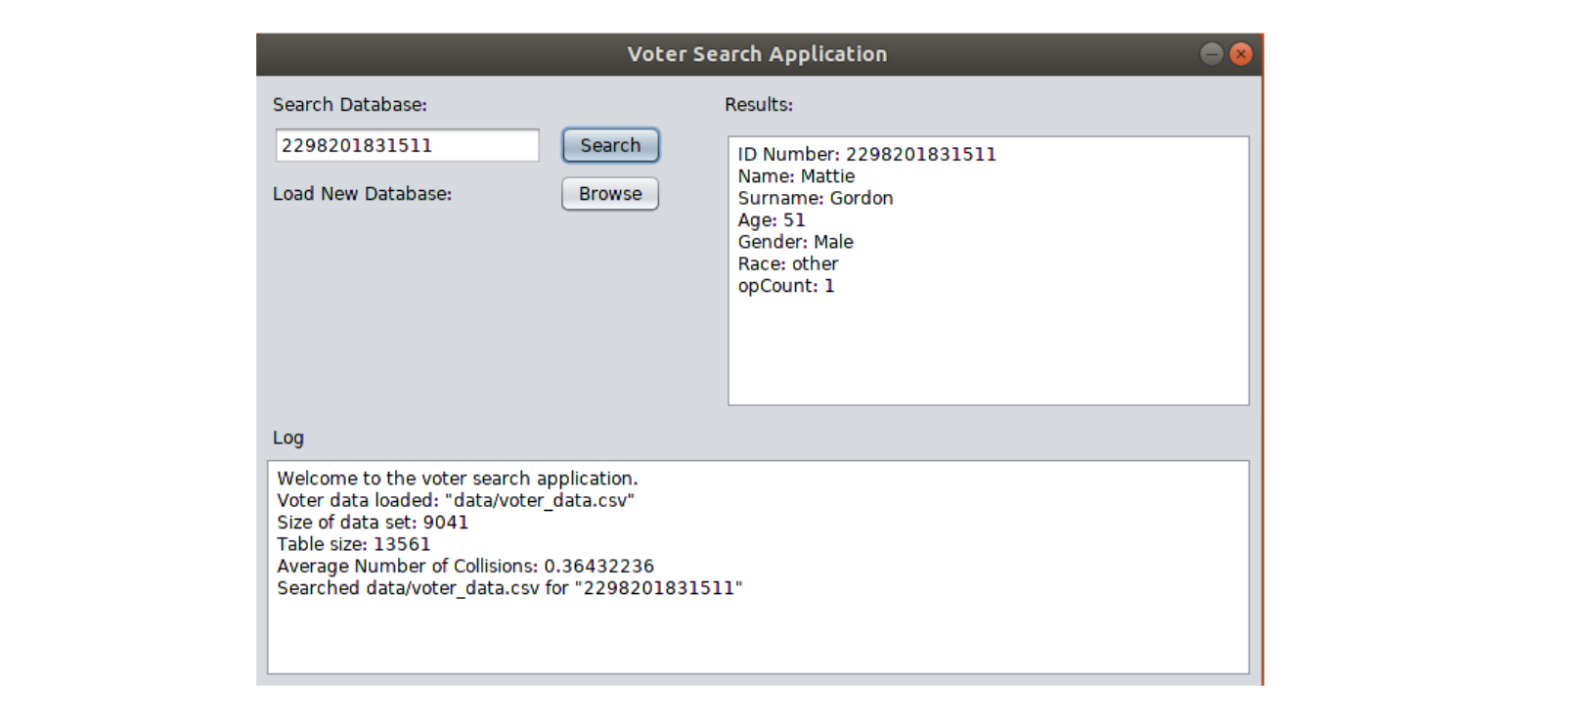 Voter Search Application
Search Database:
2298201831511
Search
Load New Database:
Browse
Results:
ID Number: 2298201831511
Name: Mattie
Surname: Gordon
Age: 51
Gender: Male
Race: other
opCount: 1
Log
Welcome to the voter search application.
Voter data loaded: "data/voter_data.csv"
Size of data set: 9041
Table size: 13561
Average Number of Collisions: 0.36432236
Searched data/voter_data.csv for "2298201831511"